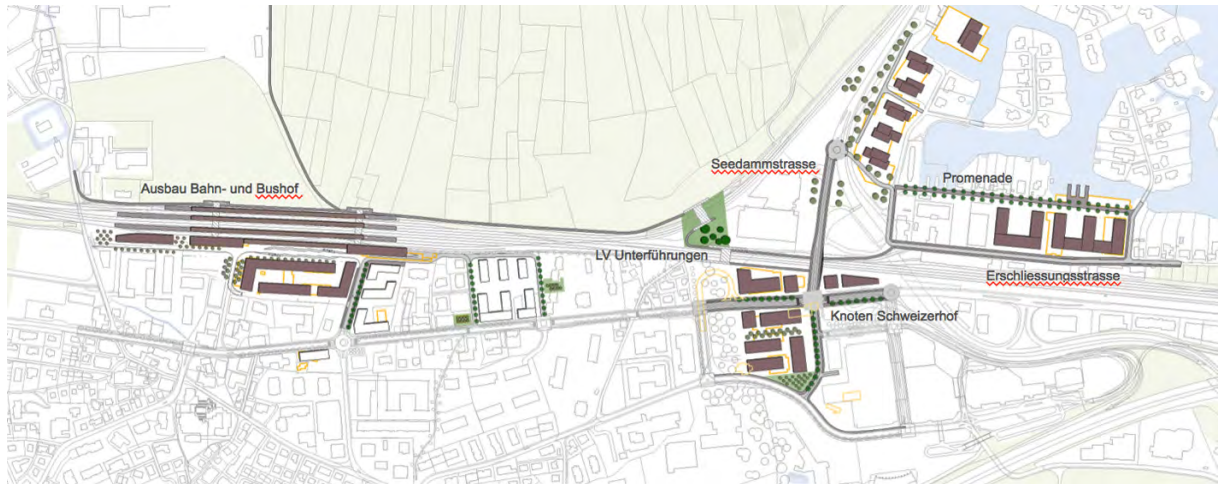 Seedammstrasse
Promenade
Ausbau Bahn- und Bushof
LV Unterführungen
Erschliessungsstrasse
Knoten Schweizerhof